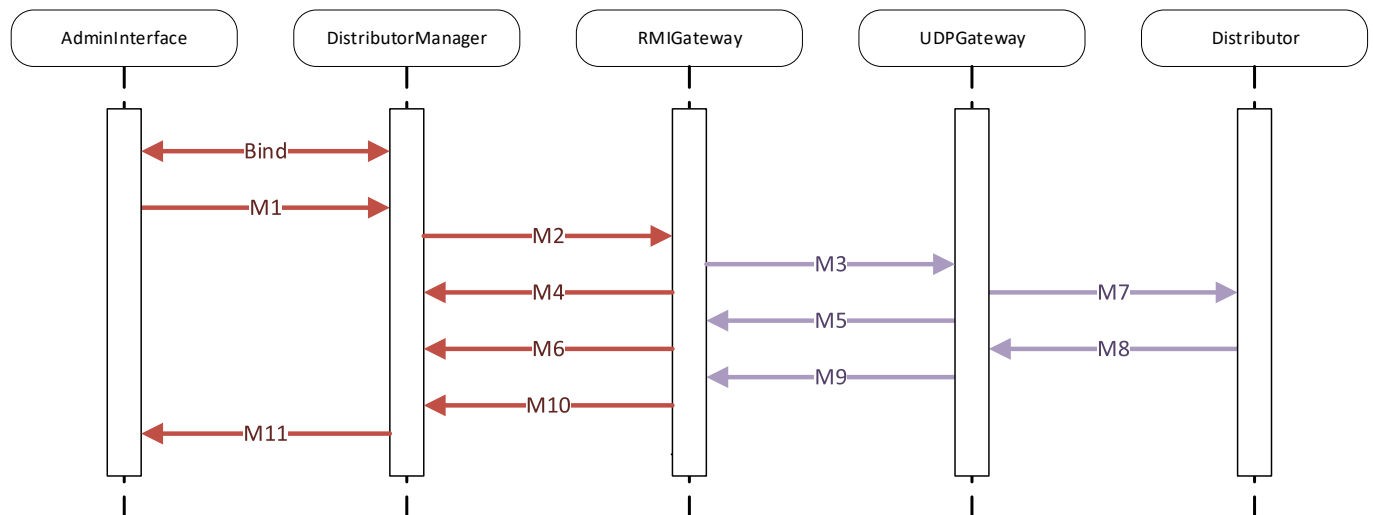 AdminInterface
DistributorManager
RMIGateway
UDPGateway
Distributor
Bind
M1
M2
M3
M4
M7
M5
M6
M8
M9
M10
M11